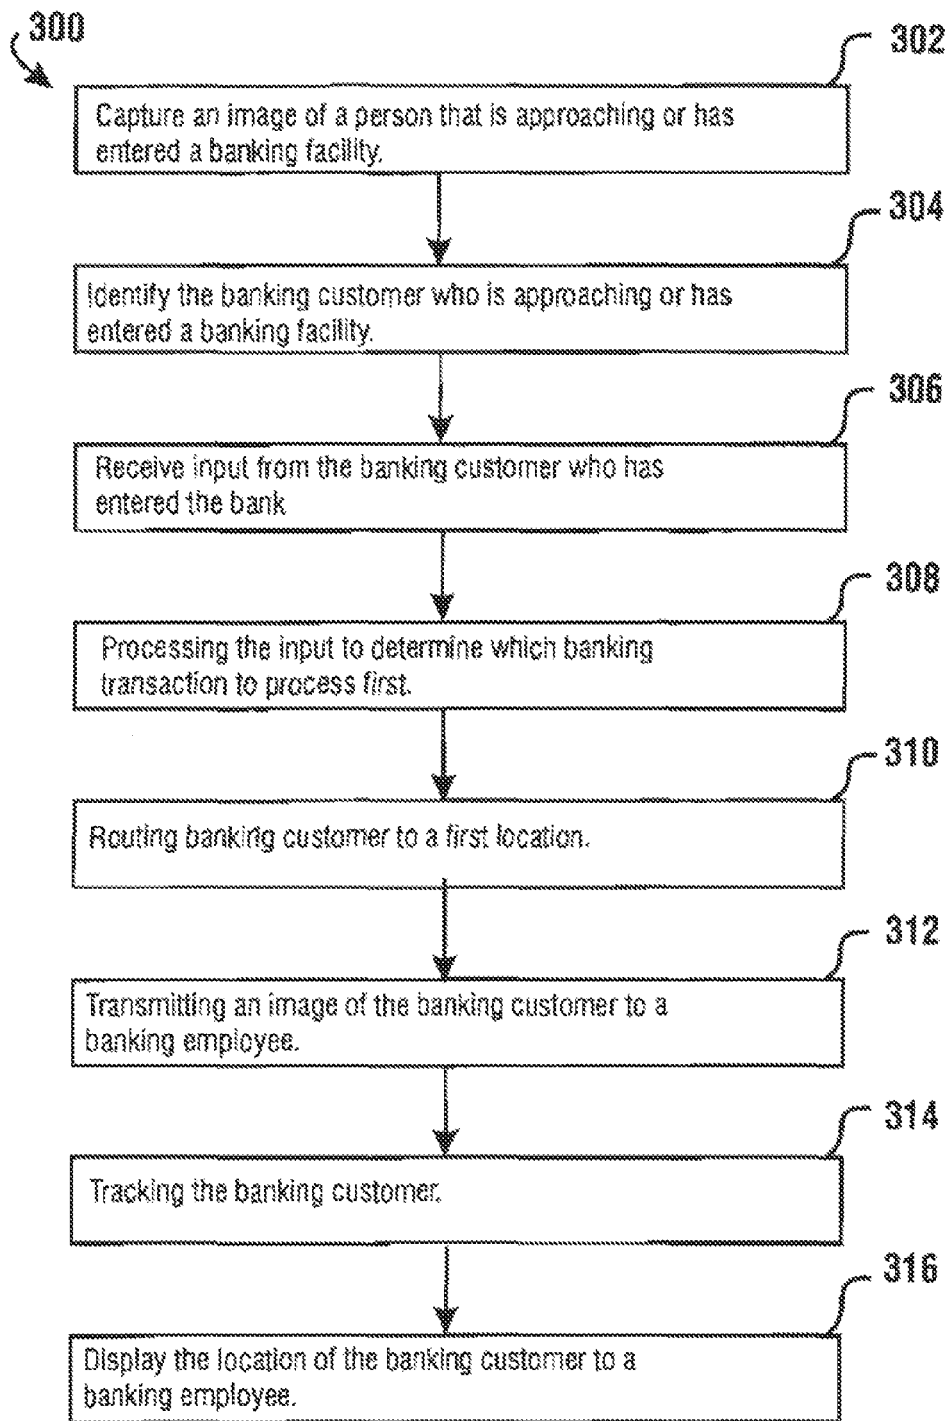 300
302
Capture an image of a person that is approaching or has
entered a banking facility.
304
Identify the banking customer who is approaching or has
entered a banking facility.
306
Receive input from the banking customer who has
entered the bank
308
Processing the input to determine which banking
transaction to process first.
310
Routing banking customer to a first location.
312
Transmitting an image of the banking customer to a
banking employee.
314
Tracking the banking customer.
316
Display the location of the banking customer to a
banking employee.